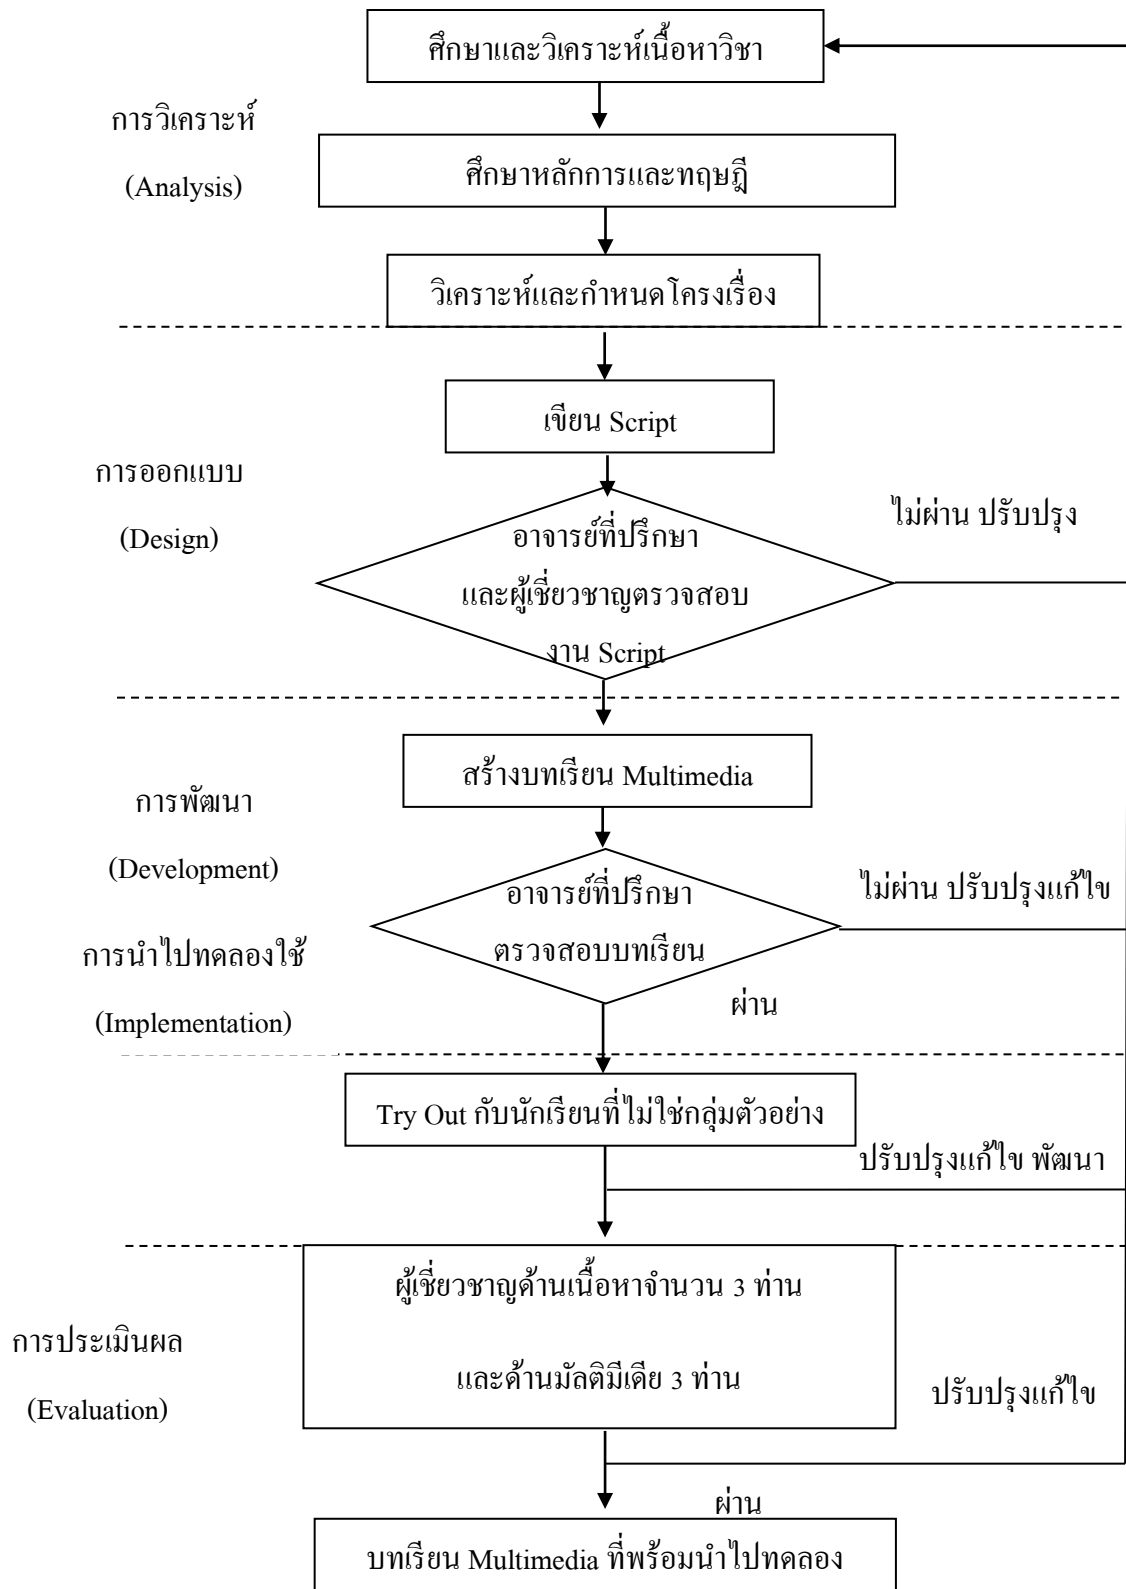 ศึกษาและวิเคราะห์เนื้อหาวิชา
การวิเคราะห์
(Analysis)
ศึกษาหลักการและทฤษฎี
วิเคราะห์และกำหนดโครงเรื่อง
เขียน Script
การออกแบบ
(Design)
อาจารย์ที่ปรึกษา
และผู้เชี่ยวชาญตรวจสอบ
งาน Script
ไม่ผ่าน ปรับปรุง
สร้างบทเรียน Multimedia
การพัฒนา
(Development)
อาจารย์ที่ปรึกษา
ตรวจสอบบทเรียน
ไม่ผ่าน ปรับปรุงแก้ไข
การนำไปทดลองใช้
(Implementation)
ผ่าน
Try Out กับนักเรียนที่ไม่ใช่กลุ่มตัวอย่าง
ปรับปรุงแก้ไข พัฒนา
ผู้เชี่ยวชาญด้านเนื้อหาจำนวน 3 ท่าน
และด้านมัลติมีเดีย 3 ท่าน
การประเมินผล
(Evaluation)
ปรับปรุงแก้ไข
ผ่าน
บทเรียน Multimedia ที่พร้อมนำไปทดลอง